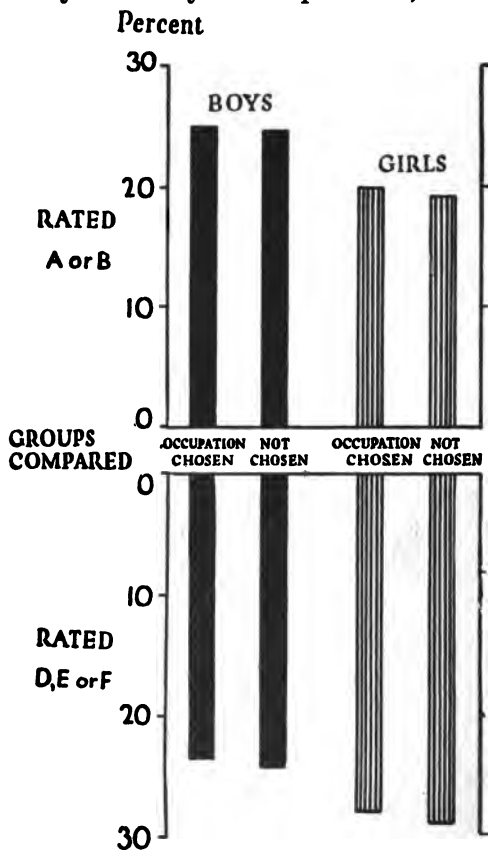 Percent
30
BOYS
GIRLS
20
RATED
A or B
10
0
GROUPS COMPARED
OCCUPATION CHOSEN
NOT CHOSEN
OCCUPATION CHOSEN
NOT CHOSEN
0
10
RATED
D,E or F
20
30